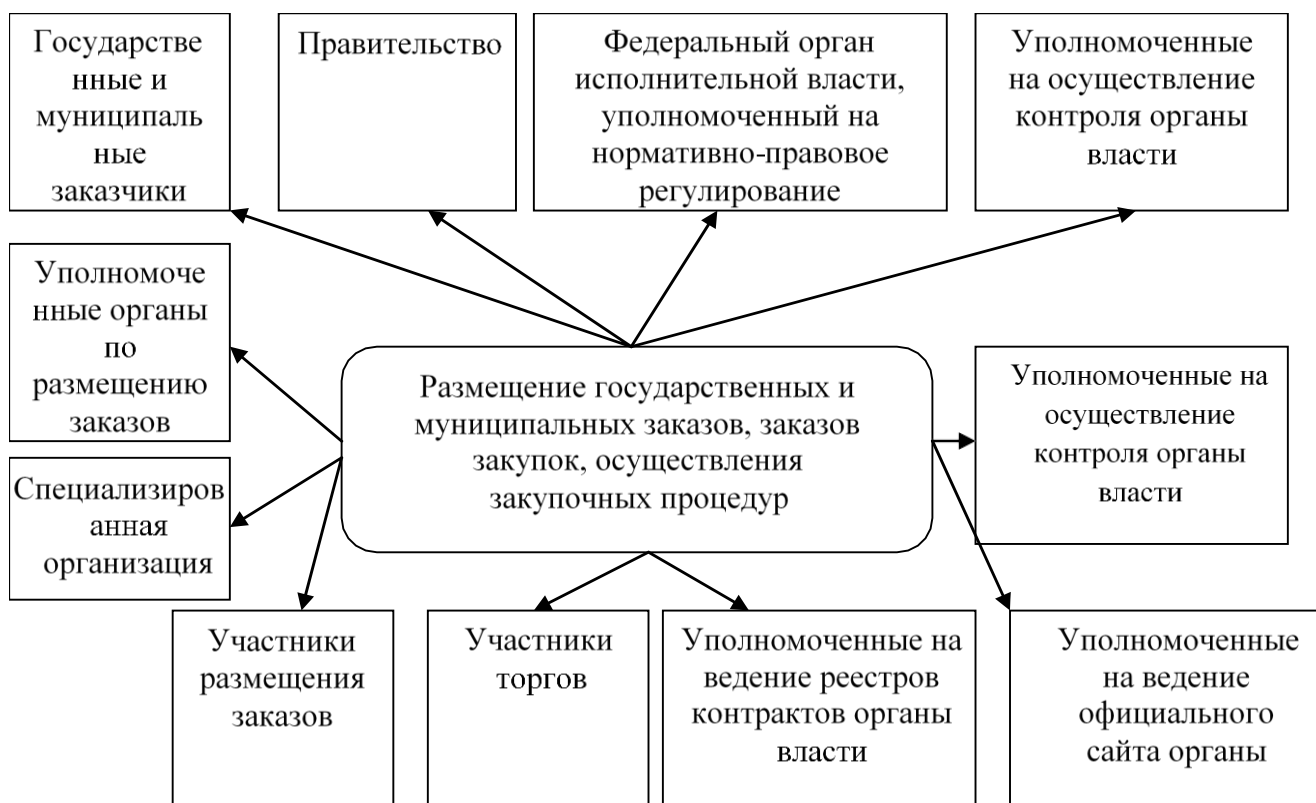 Государстве
нные и
муниципаль
ные
заказчики
Правительство
Федеральный орган
исполнительной власти,
уполномоченный на
нормативно-правовое
регулирование
Уполномоченные
на осуществление
контроля органы
власти
Уполномоче
нные органы
по
размещению
заказов
Размещение государственных и
муниципальных заказов, заказов
закупок, осуществления
закупочных процедур
Уполномоченные на
осуществление
контроля органы
власти
Специализиров
анная
организация
Участники
размещения
заказов
Участники
торгов
Уполномоченные на
ведение реестров
контрактов органы
власти
Уполномоченные
на ведение
официального
сайта органы